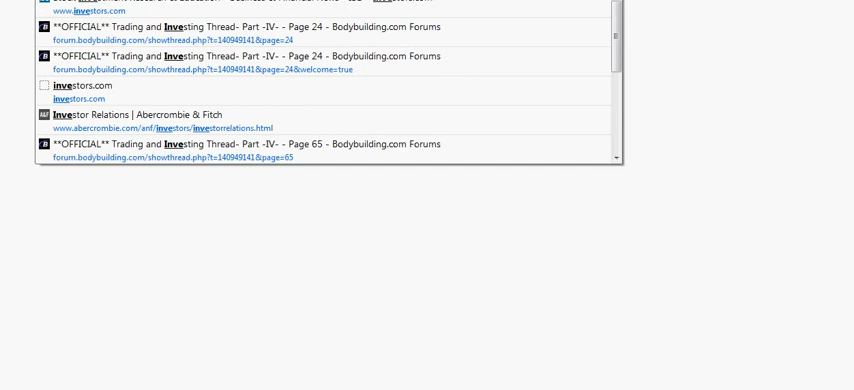 www.investors.com
**OFFICIAL** Trading and Investing Thread- Part -IV- - Page 24 - Bodybuilding.com Forums
forum.bodybuilding.com/showthread.php?t=140949141&page=24
**OFFICIAL** Trading and Investing Thread- Part -IV- - Page 24 - Bodybuilding.com Forums
forum.bodybuilding.com/showthread.php?t=140949141&page=24&welcome=true
investors.com
investors.com
A&F Investor Relations | Abercrombie & Fitch
www.abercrombie.com/anf/investors/investorrelations.html
**OFFICIAL** Trading and Investing Thread- Part -IV- - Page 65 - Bodybuilding.com Forums
forum.bodybuilding.com/showthread.php?t=140949141&page=65